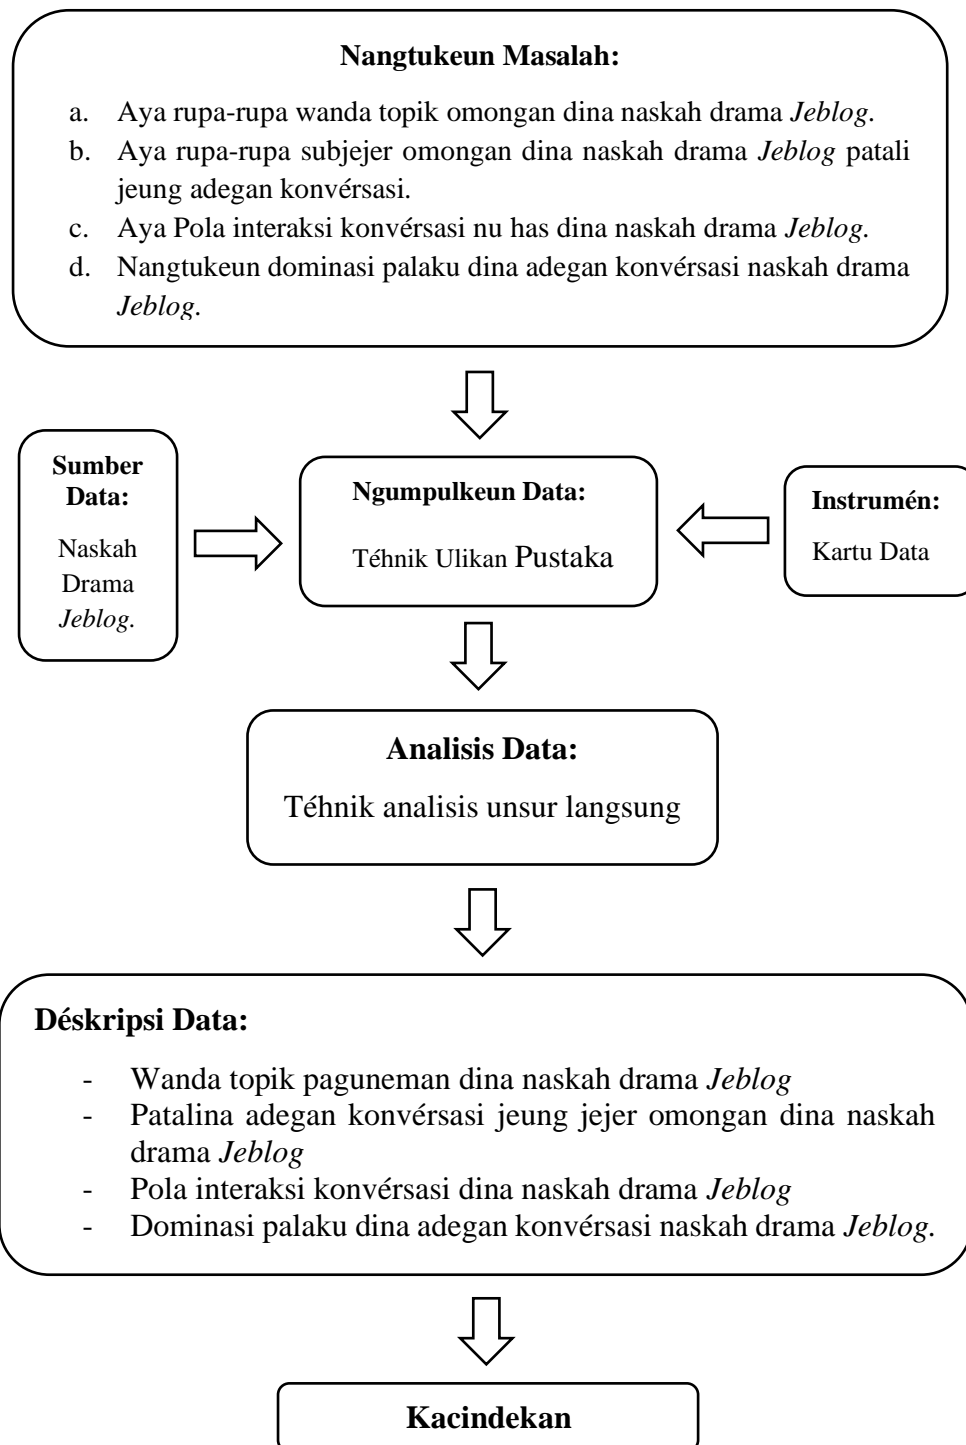 Nangtukeun Masalah:
a. Aya rupa-rupa wanda topik omongan dina naskah drama Jeblog.
b. Aya rupa-rupa subjejer omongan dina naskah drama Jeblog patali
jeung adegan konvérsasi.
c. Aya Pola interaksi konvérsasi nu has dina naskah drama Jeblog.
d. Nangtukeun dominasi palaku dina adegan konvérsasi naskah drama
Jeblog.
Sumber
Data:
Naskah
Drama
Jeblog.
Ngumpulkeun Data:
Téhnik Ulikan Pustaka
Instrumén:
Kartu Data
Analisis Data:
Téhnik analisis unsur langsung
Déskripsi Data:
- Wanda topik paguneman dina naskah drama Jeblog
- Patalina adegan konvérsasi jeung jejer omongan dina naskah
drama Jeblog
- Pola interaksi konvérsasi dina naskah drama Jeblog
- Dominasi palaku dina adegan konvérsasi naskah drama Jeblog.
Kacindekan